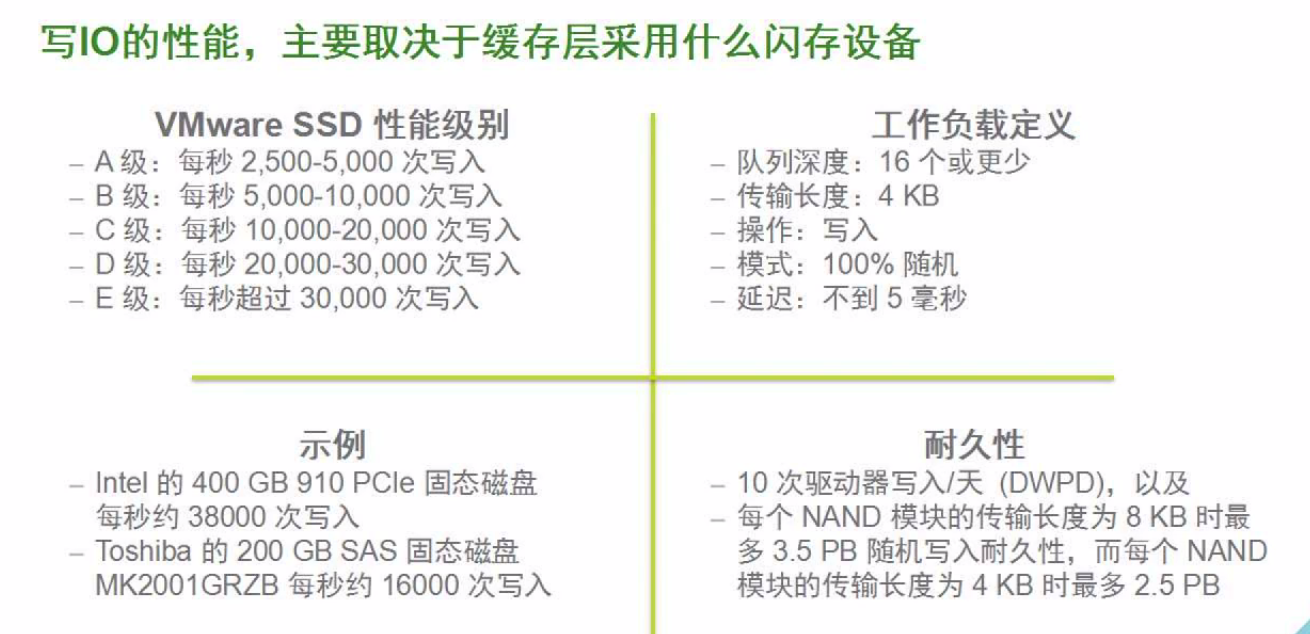 写IO的性能，主要取决于缓存层采用什么闪存设备
VMware SSD 性能级别
– A 级：每秒 2,500-5,000 次写入
– B 级：每秒 5,000-10,000 次写入
– C 级：每秒 10,000-20,000 次写入
– D 级：每秒 20,000-30,000 次写入
– E 级：每秒超过 30,000 次写入
工作负载定义
– 队列深度：16 个或更少
– 传输长度：4 KB
– 操作：写入
– 模式：100% 随机
– 延迟：不到 5 毫秒
示例
– Intel 的 400 GB 910 PCIe 固态磁盘
每秒约 38000 次写入
– Toshiba 的 200 GB SAS 固态磁盘
MK2001GRZB 每秒约 16000 次写入
耐久性
– 10 次驱动器写入/天 (DWPD)，以及
– 每个 NAND 模块的传输长度为 8 KB 时最
多 3.5 PB 随机写入耐久性，而每个 NAND
模块的传输长度为 4 KB 时最多 2.5 PB